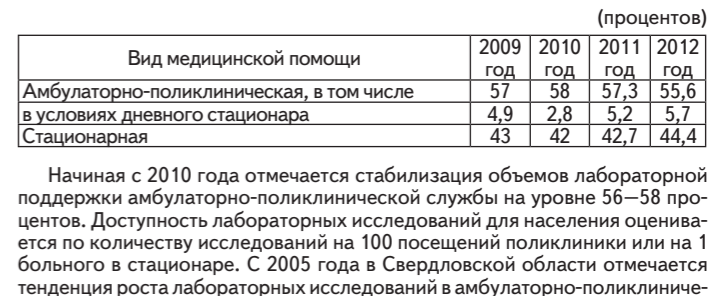 (процентов)
Вид медицинской помощи 2009 год 2010 год 2011 год 2012 год
Амбулаторно-поликлиническая, в том числе 57 58 57,3 55,6
в условиях дневного стационара 4,9 2,8 5,2 5,7
Стационарная 43 42 42,7 44,4
Начиная с 2010 года отмечается стабилизация объемов лабораторной
поддержки амбулаторно-поликлинической службы на уровне 56—58 про-
центов. Доступность лабораторных исследований для населения оценива-
ется по количеству исследований на 100 посещений поликлиники или на 1
больного в стационаре. С 2005 года в Свердловской области отмечается
тенденция роста лабораторных исследований в амбулаторно-поликлиниче-